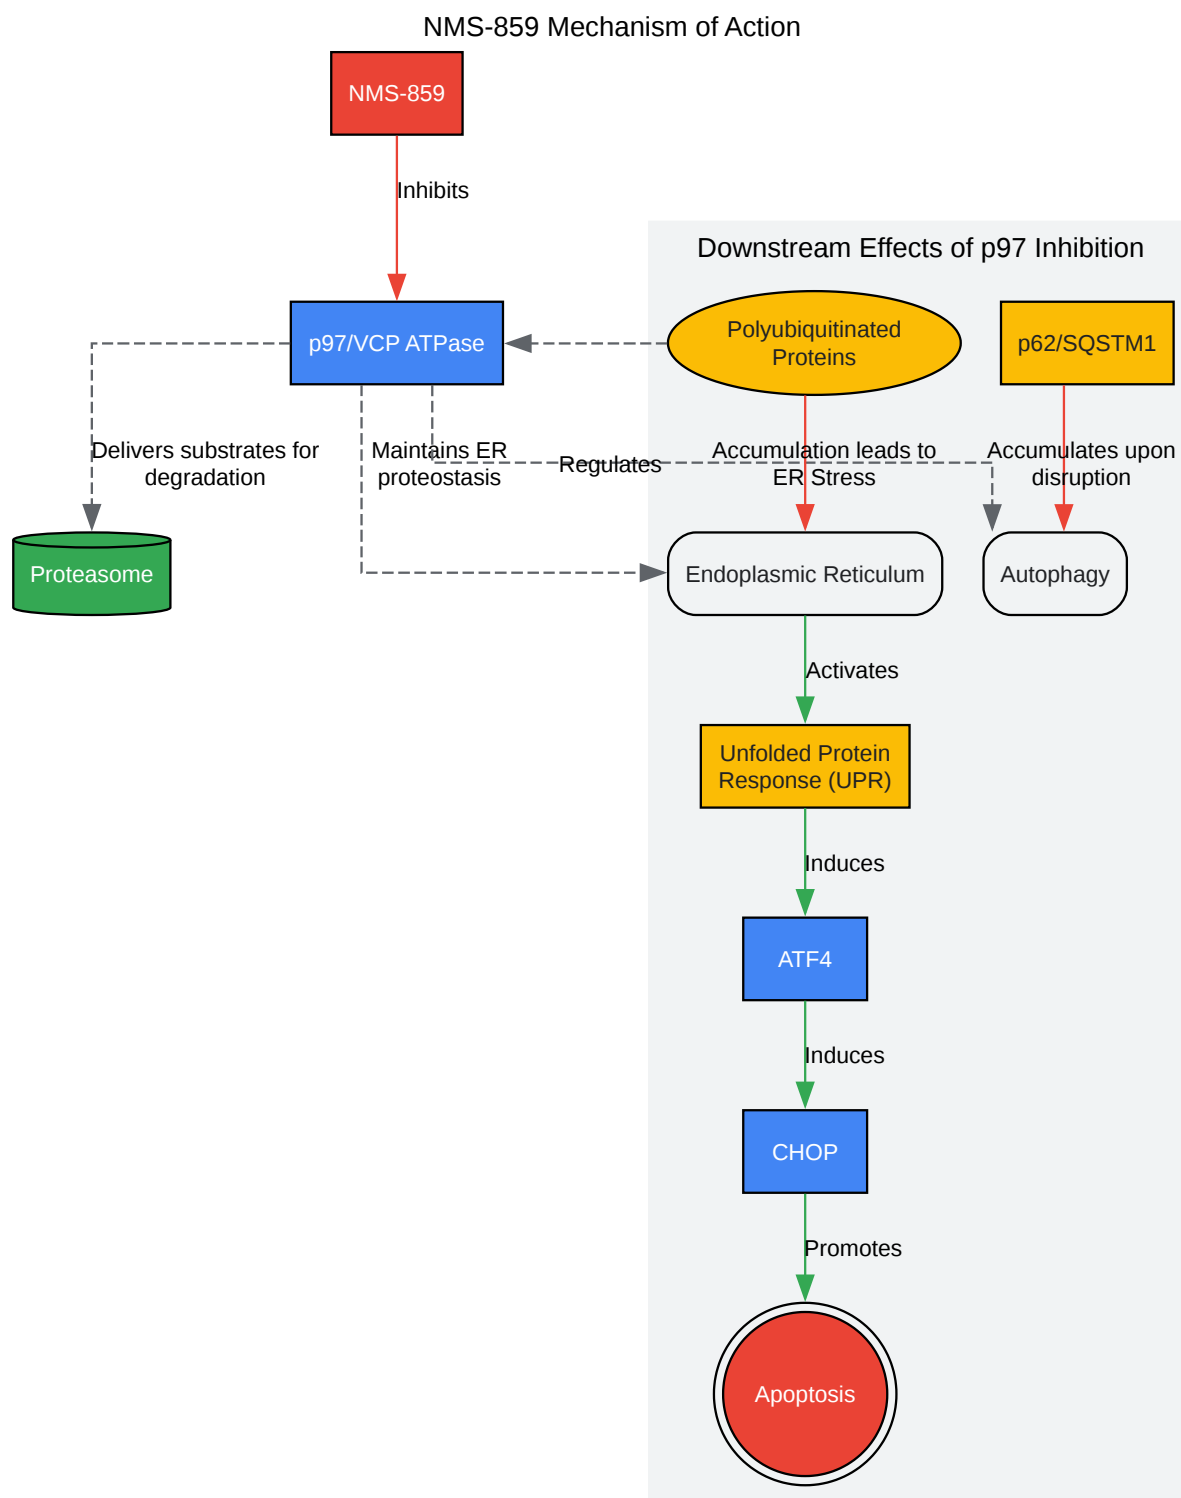 NMS-859 Mechanism of Action
NMS-859
Inhibits
Downstream Effects of p97 Inhibition
p97/VCP ATPase
Polyubiquitinated
Proteins
p62/SQSTM1
Delivers substrates for
degradation
Maintains ER
proteostasis
Regulates
Accumulation leads to
ER Stress
Accumulates upon
disruption
Proteasome
Endoplasmic Reticulum
Autophagy
Activates
Unfolded Protein
Response (UPR)
Induces
ATF4
Induces
CHOP
Promotes
Apoptosis